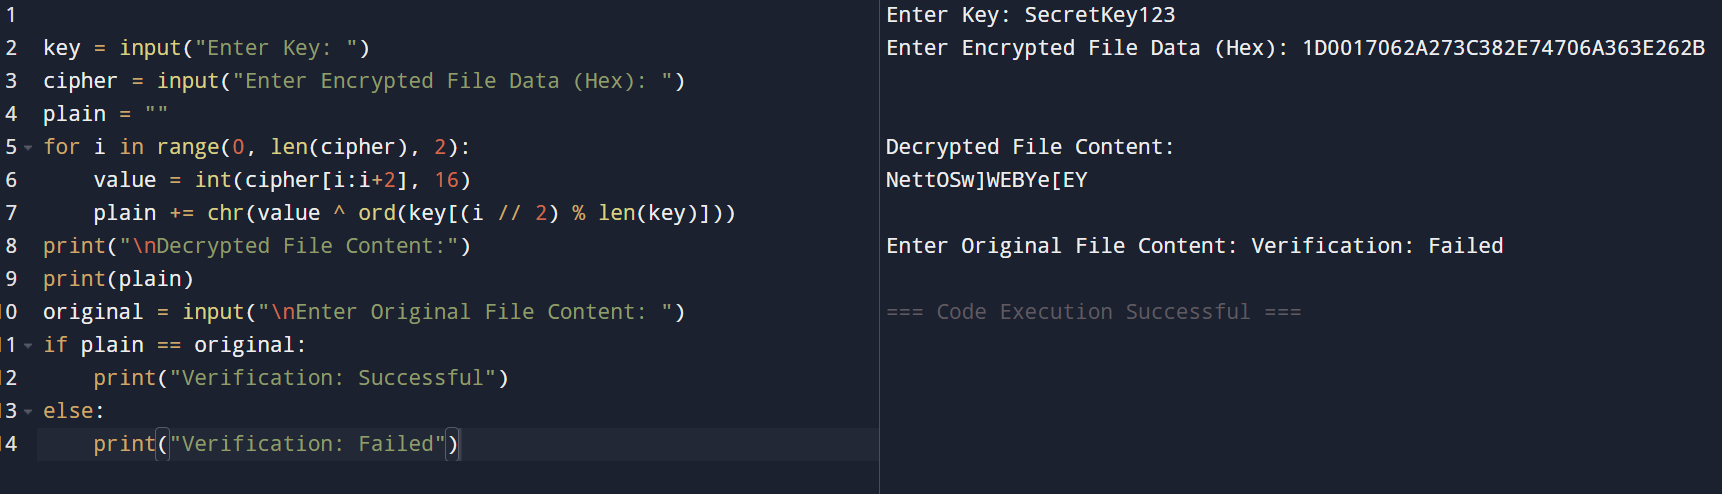 1
2 key = input("Enter Key: ")
3 cipher = input("Enter Encrypted File Data (Hex): ")
4 plain = ""
5 for i in range(0, len(cipher), 2):
6     value = int(cipher[i:i+2], 16)
7     plain += chr(value ^ ord(key[(i // 2) % len(key)]))
8 print("\nDecrypted File Content:")
9 print(plain)
10 original = input("\nEnter Original File Content: ")
11 if plain == original:
12     print("Verification: Successful")
13 else:
14     print("Verification: Failed")
Enter Key: SecretKey123
Enter Encrypted File Data (Hex): 1D0017062A273C382E74706A363E262B
Decrypted File Content:
NettOSw]WEBYe[EY
Enter Original File Content: Verification: Failed
=== Code Execution Successful ===